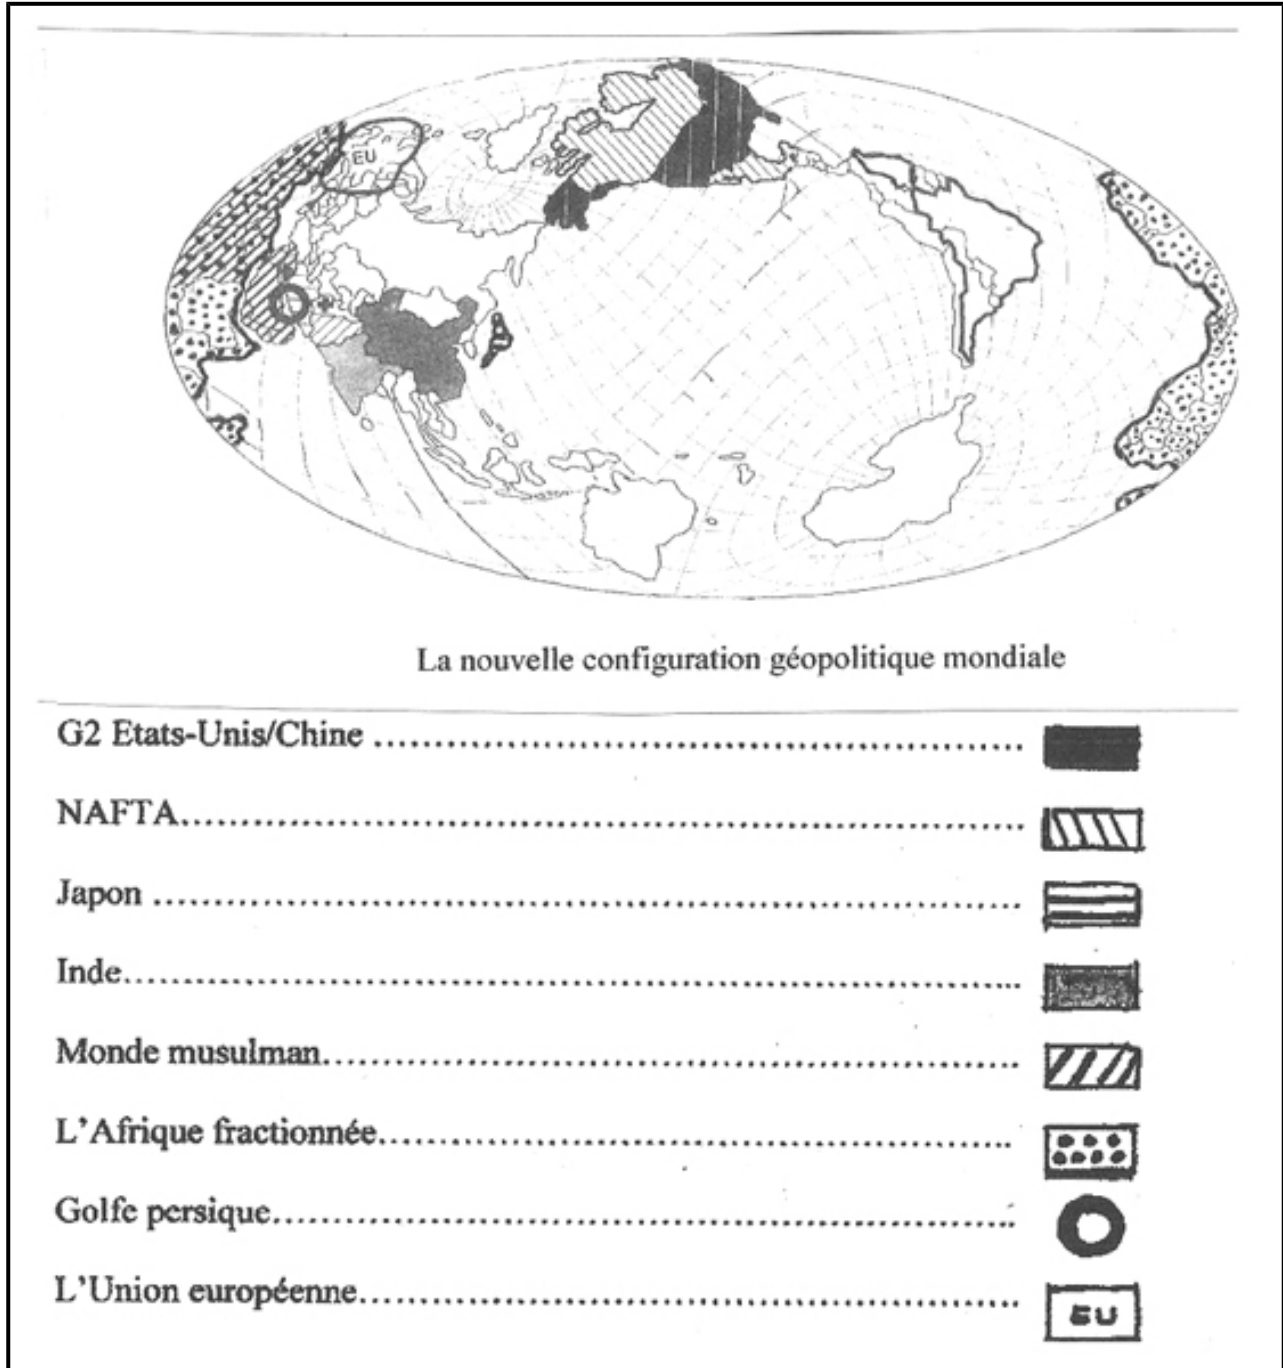 EU
La nouvelle configuration géopolitique mondiale
G2 Etats-Unis/Chine ................................................
NAFTA................................................................
Japon ................................................................
Inde................................................................
Monde musulman..................................................
L'Afrique fractionnée.............................................
Golfe persique.....................................................
L'Union européenne................................................
EU